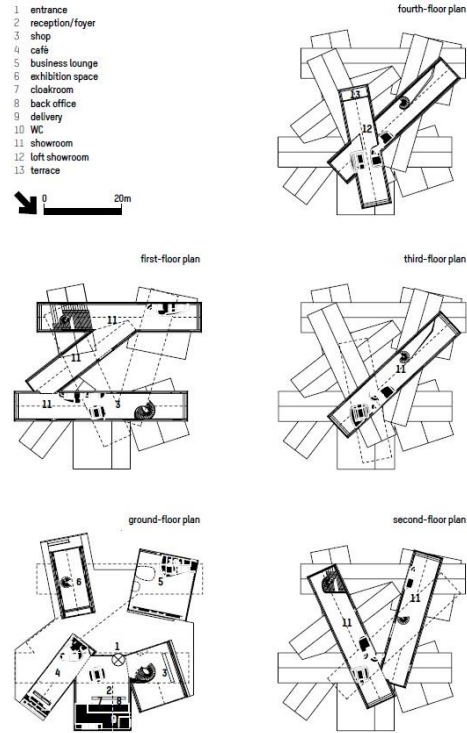 1 entrance
2 reception/foyer
3 shop
4 café
5 business lounge
6 exhibition space
7 cloakroom
8 back office
9 delivery
10 WC
11 showroom
12 loft showroom
13 terrace
0 20m
fourth-floor plan
13
12
first-floor plan
11
11
11 3
third-floor plan
11
ground-floor plan
6
5
1
4
3
2
7 8
9
second-floor plan
11
11